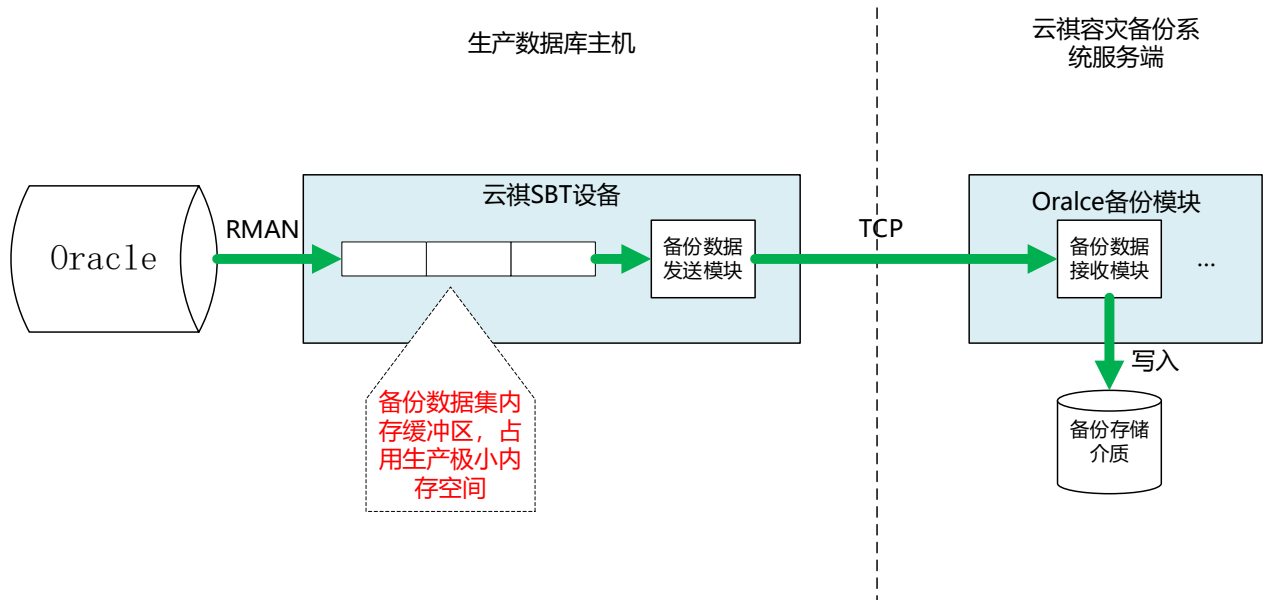 生产数据库主机
云祺容灾备份系
统服务端
云祺SBT设备
Oralce备份模块
RMAN
TCP
Oracle
备份数据
发送模块
备份数据
接收模块
...
写入
备份数据集内
存缓冲区，占
用生产极小内
存空间
备份存储
介质